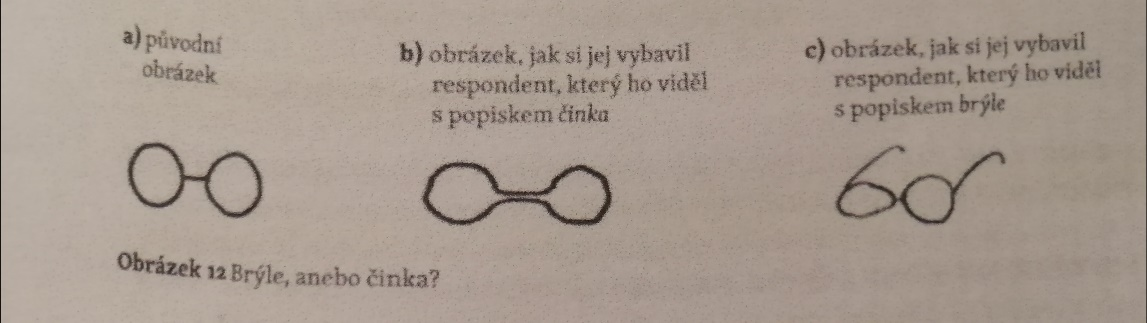 a) původní
obrázek
b) obrázek, jak si jej vybavil
respondent, který ho viděl
s popiskem činka
c) obrázek, jak si jej vybavil
respondent, který ho viděl
s popiskem brýle
Obrázek 12 Brýle, anebo činka?